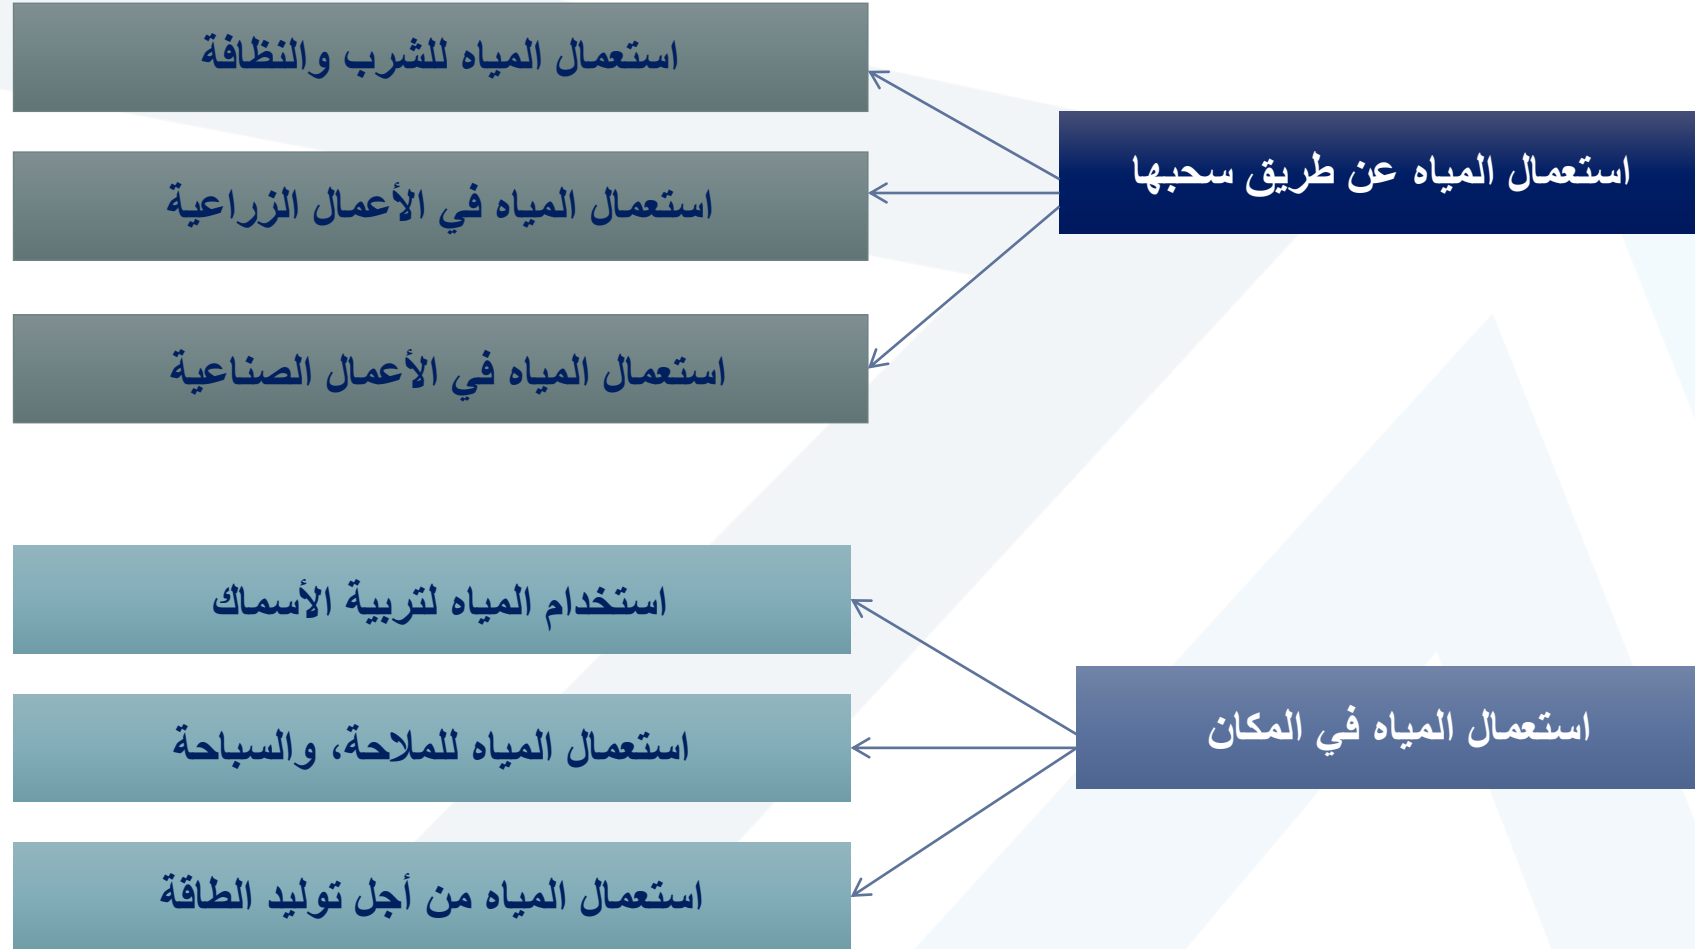 استعمال المياه عن طريق سحبها
استعمال المياه للشرب والنظافة
استعمال المياه في الأعمال الزراعية
استعمال المياه في الأعمال الصناعية
استعمال المياه في المكان
استخدام المياه لتربية الأسماك
استعمال المياه للملاحة، والسباحة
استعمال المياه من أجل توليد الطاقة